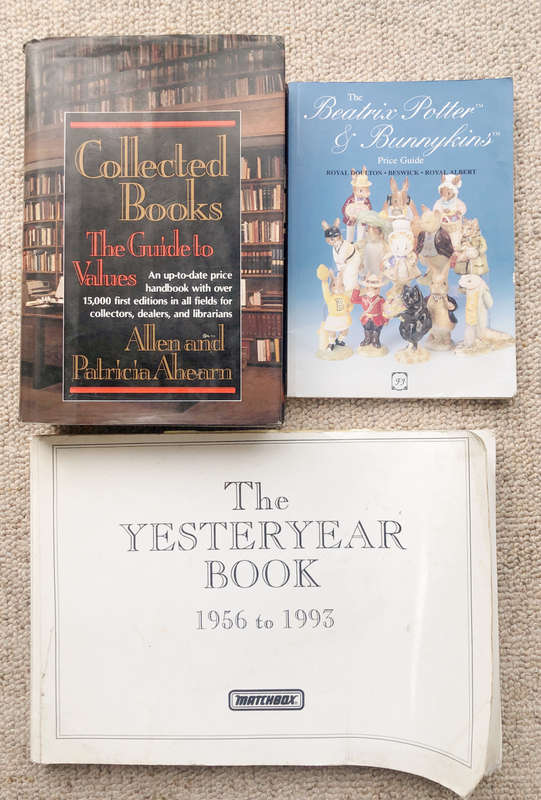 Collected
Books
The Guide to
Values
An up-to-date price
handbook with over
15,000 first editions in all fields for
collectors, dealers, and librarians
Allen and
Patricia Ahearn
The
Beatrix Potter™
& Bunnykins™
Price Guide
ROYAL DOULTON • BESWICK • ROYAL ALBERT
The
YESTERYEAR
BOOK
1956 to 1993
MATCHBOX